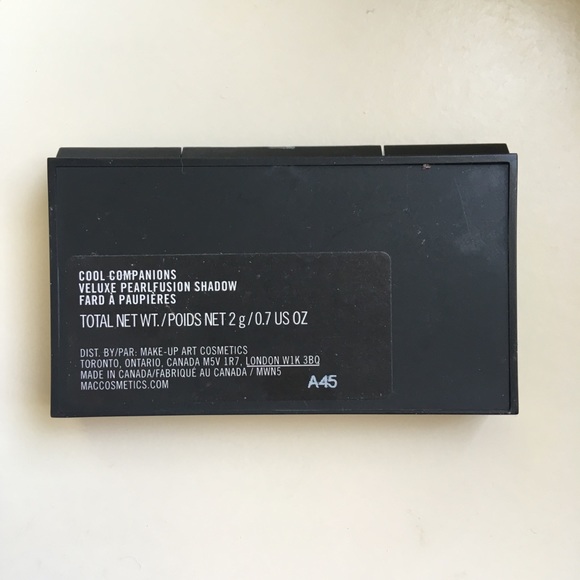 COOL COMPANIONS
VELUXE PEARLFUSION SHADOW
FARD À PAUPIÈRES
TOTAL NET WT./POIDS NET 2 g/0.7 US OZ
DIST. BY/PAR: MAKE-UP ART COSMETICS
TORONTO, ONTARIO, CANADA M5V 1R7, LONDON W1K 3BQ
MADE IN CANADA/FABRIQUÉ AU CANADA / MWN5
MACCOSMETICS.COM
A45